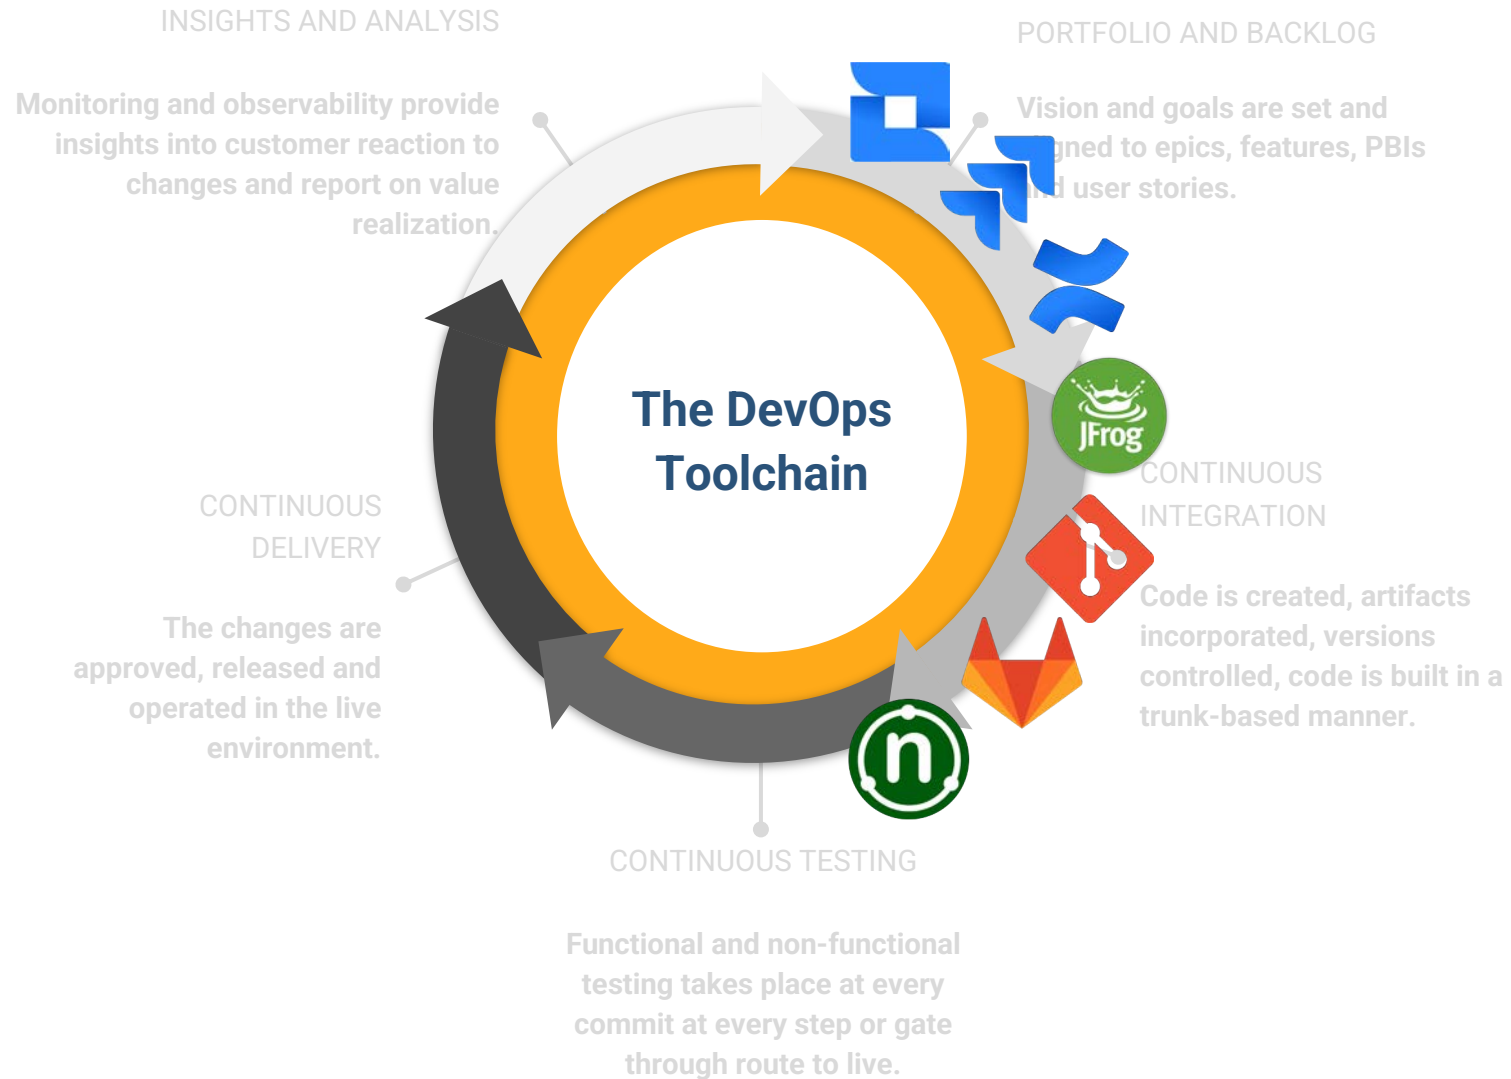 INSIGHTS AND ANALYSIS
Monitoring and observability provide
insights into customer reaction to
changes and report on value
realization.
PORTFOLIO AND BACKLOG
Vision and goals are set and
gned to epics, features, PBIs
user stories.
The DevOps
Toolchain
JFrog
CONTINUOUS
INTEGRATION
Code is created, artifacts
incorporated, versions
controlled, code is built in a
trunk-based manner.
CONTINUOUS
DELIVERY
The changes are
approved, released and
operated in the live
environment.
n
CONTINUOUS TESTING
Functional and non-functional
testing takes place at every
commit at every step or gate
through route to live.